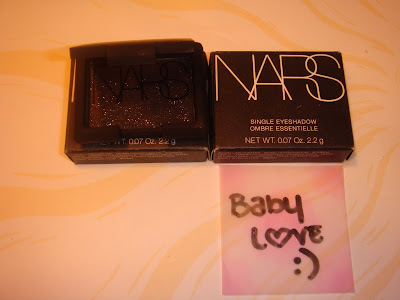 NARS
NET WT. 0.07 OZ. 2.2 g
NARS
SINGLE EYESHADOW
OMBRE ESSENTIELLE
NET WT. 0.07 OZ. 2.2 g
Baby
LOVE
:)